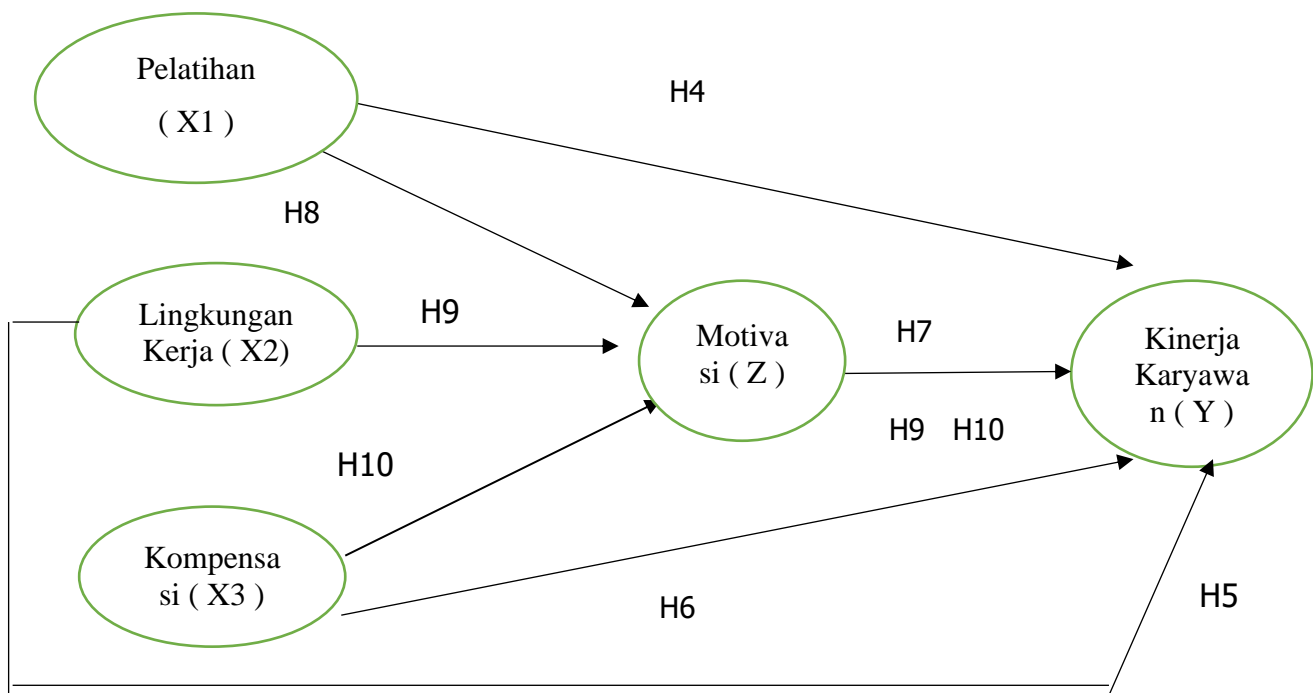 Pelatihan
( X1 )
H4
H8
Lingkungan
Kerja ( X2)
H9
Motiva
si ( Z )
H7
Kinerja
Karyawa
n ( Y )
H9 H10
H10
Kompensa
si ( X3 )
H6
H5